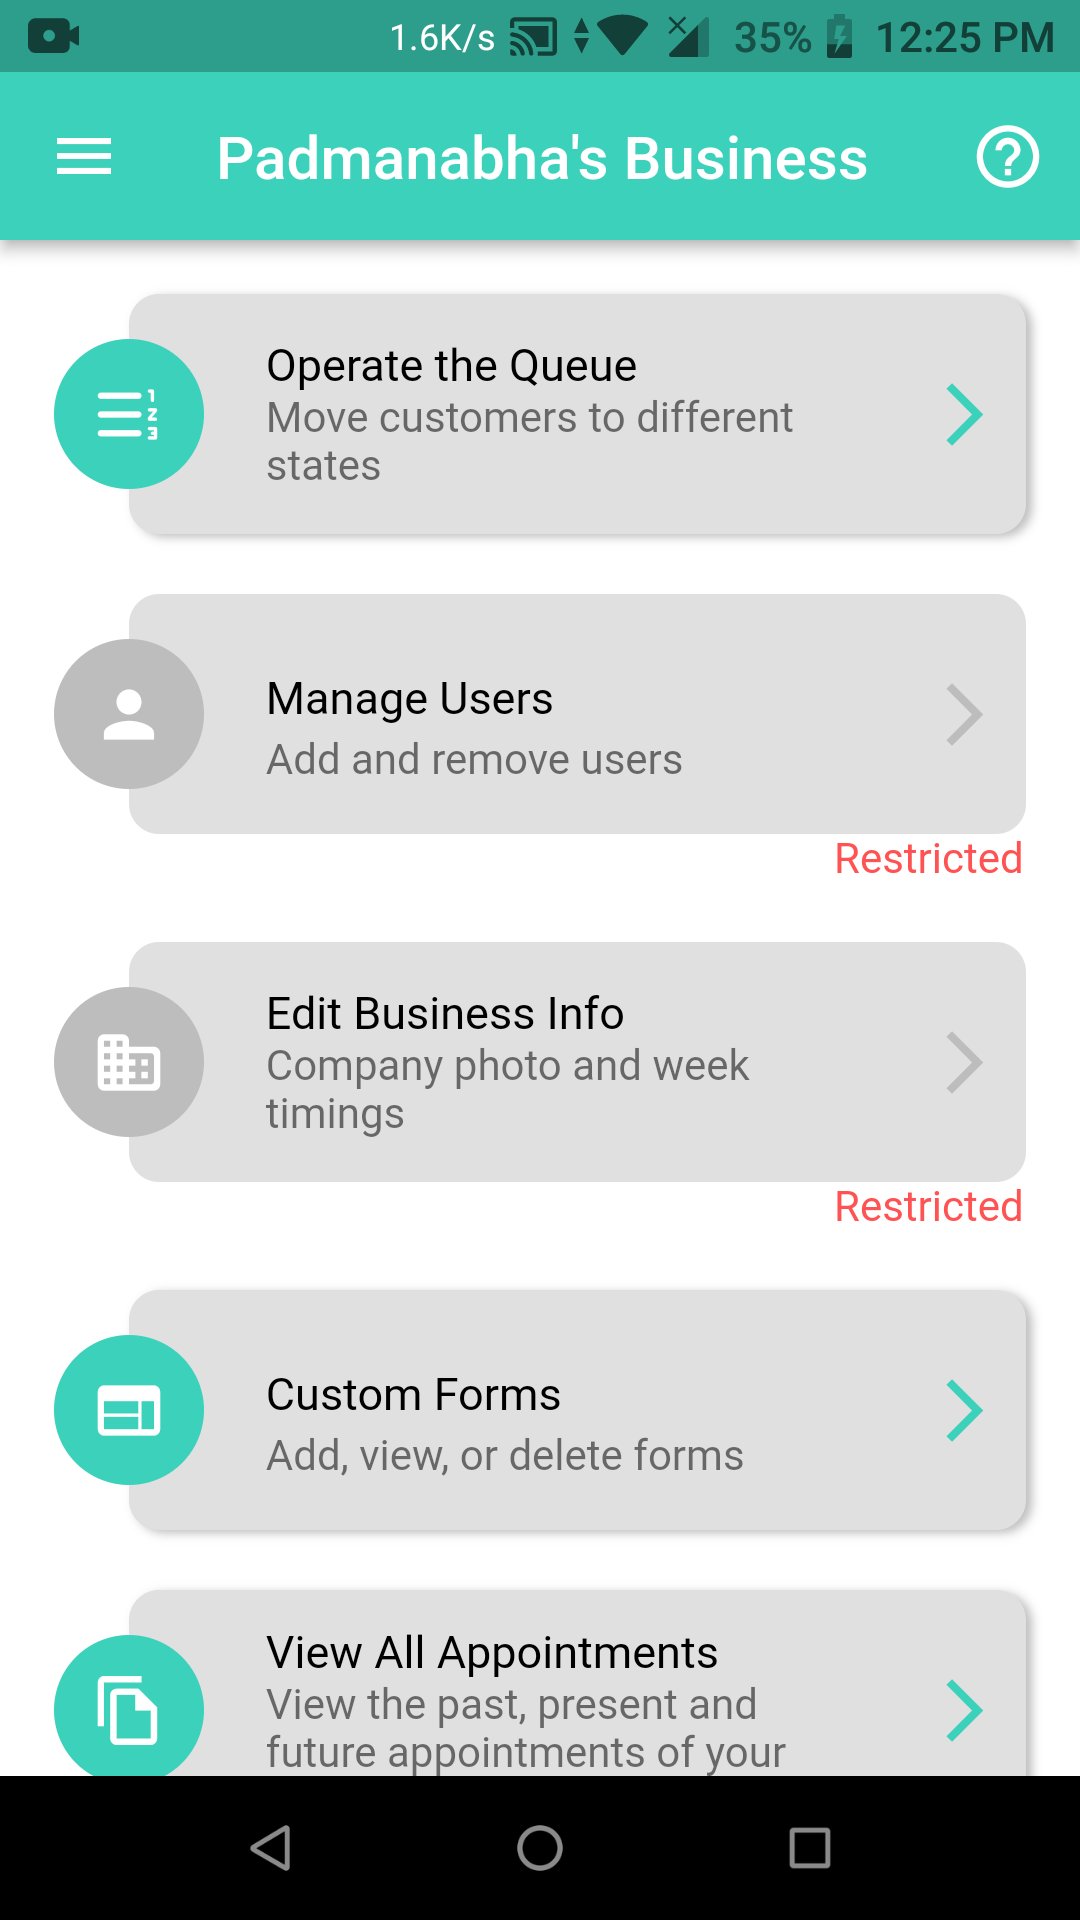 1.6K/s 35% 12:25 PM
Padmanabha's Business
Operate the Queue
Move customers to different
states
Manage Users
Add and remove users
Restricted
Edit Business Info
Company photo and week
timings
Restricted
Custom Forms
Add, view, or delete forms
View All Appointments
View the past, present and
future appointments of your